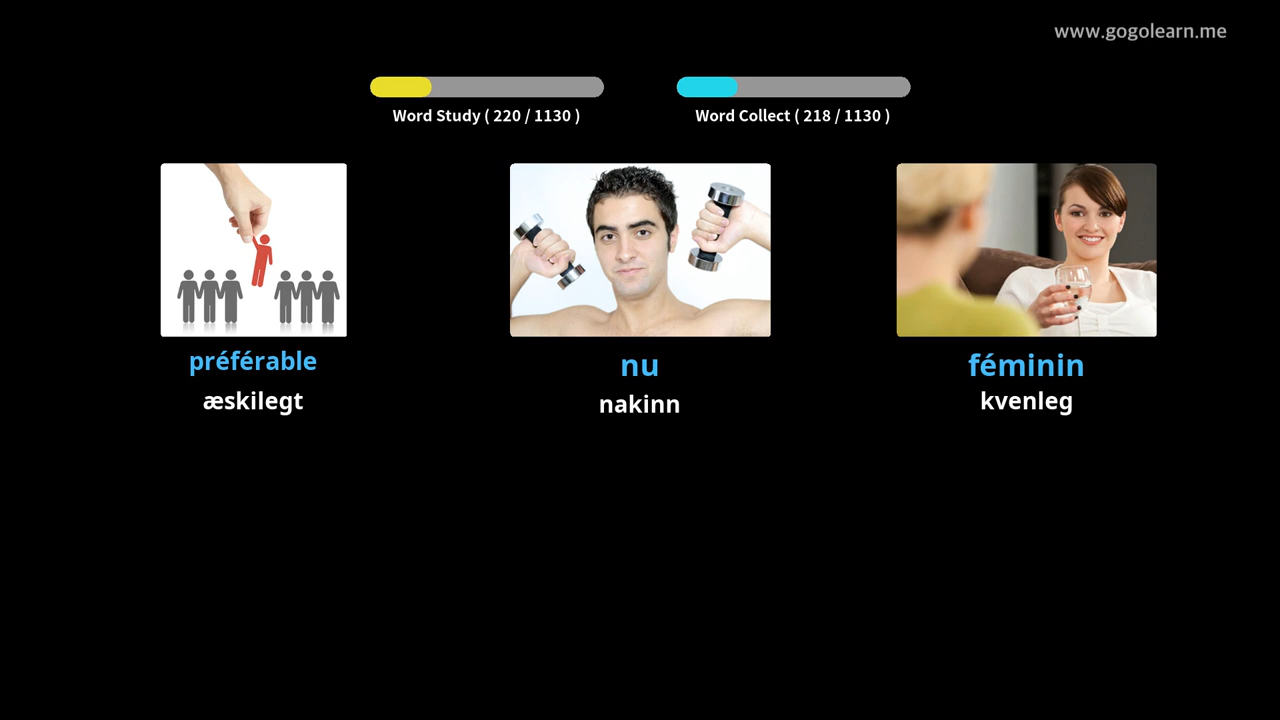 www.gogolearn.me
Word Study ( 220 / 1130 )
Word Collect ( 218 / 1130 )
préférable
æskilegt
nu
nakinn
féminin
kvenleg